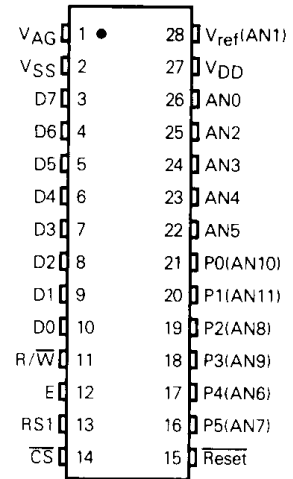 VAG 1 28 Vref(AN1)
VSS 2 27 VDD
D7 3 26 AN0
D6 4 25 AN2
D5 5 24 AN3
D4 6 23 AN4
D3 7 22 AN5
D2 8 21 P0(AN10)
D1 9 20 P1(AN11)
D0 10 19 P2(AN8)
R/W̅ 11 18 P3(AN9)
E 12 17 P4(AN6)
RS1 13 16 P5(AN7)
C̅S̅ 14 15 R̅e̅s̅e̅t̅